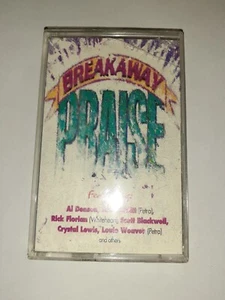 BREAKAWAY
PRAISE
Al Denson, (Petra),
Rick Florian (Whiteheart), Scott Blackwell,
Crystal Lewis, Louie Weaver (Petra)
and others